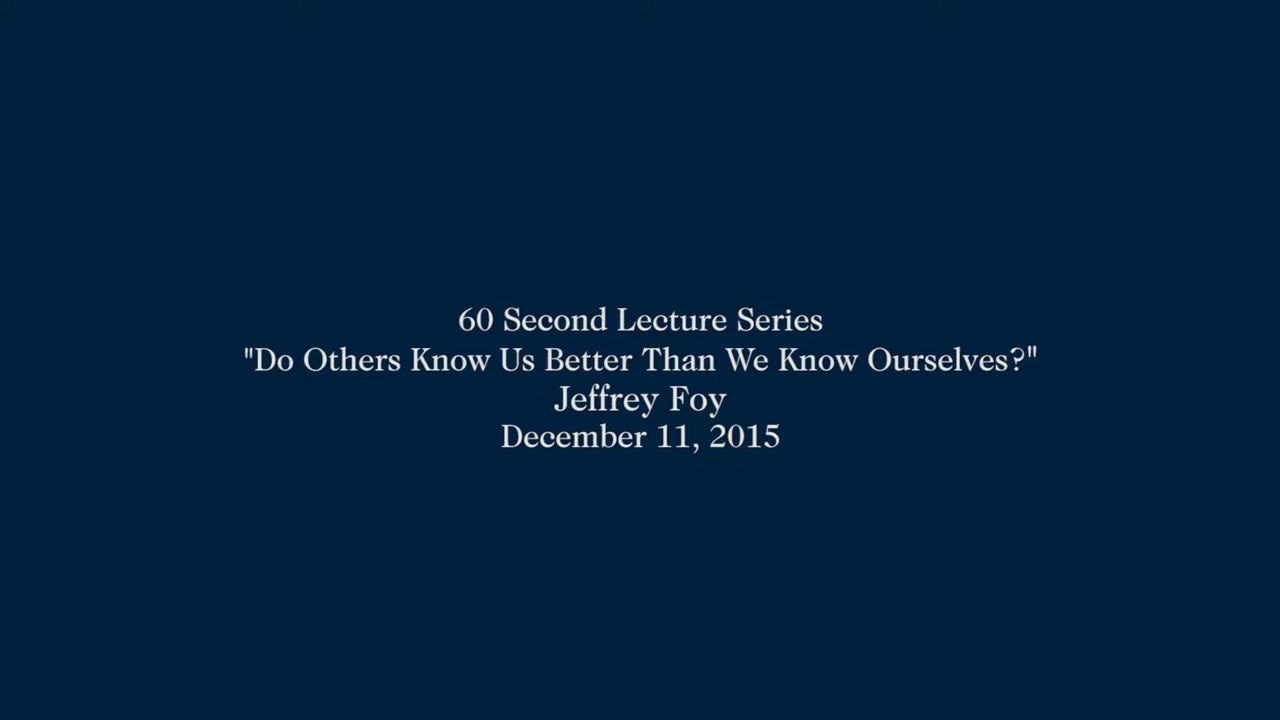 60 Second Lecture Series
"Do Others Know Us Better Than We Know Ourselves?"
Jeffrey Foy
December 11, 2015